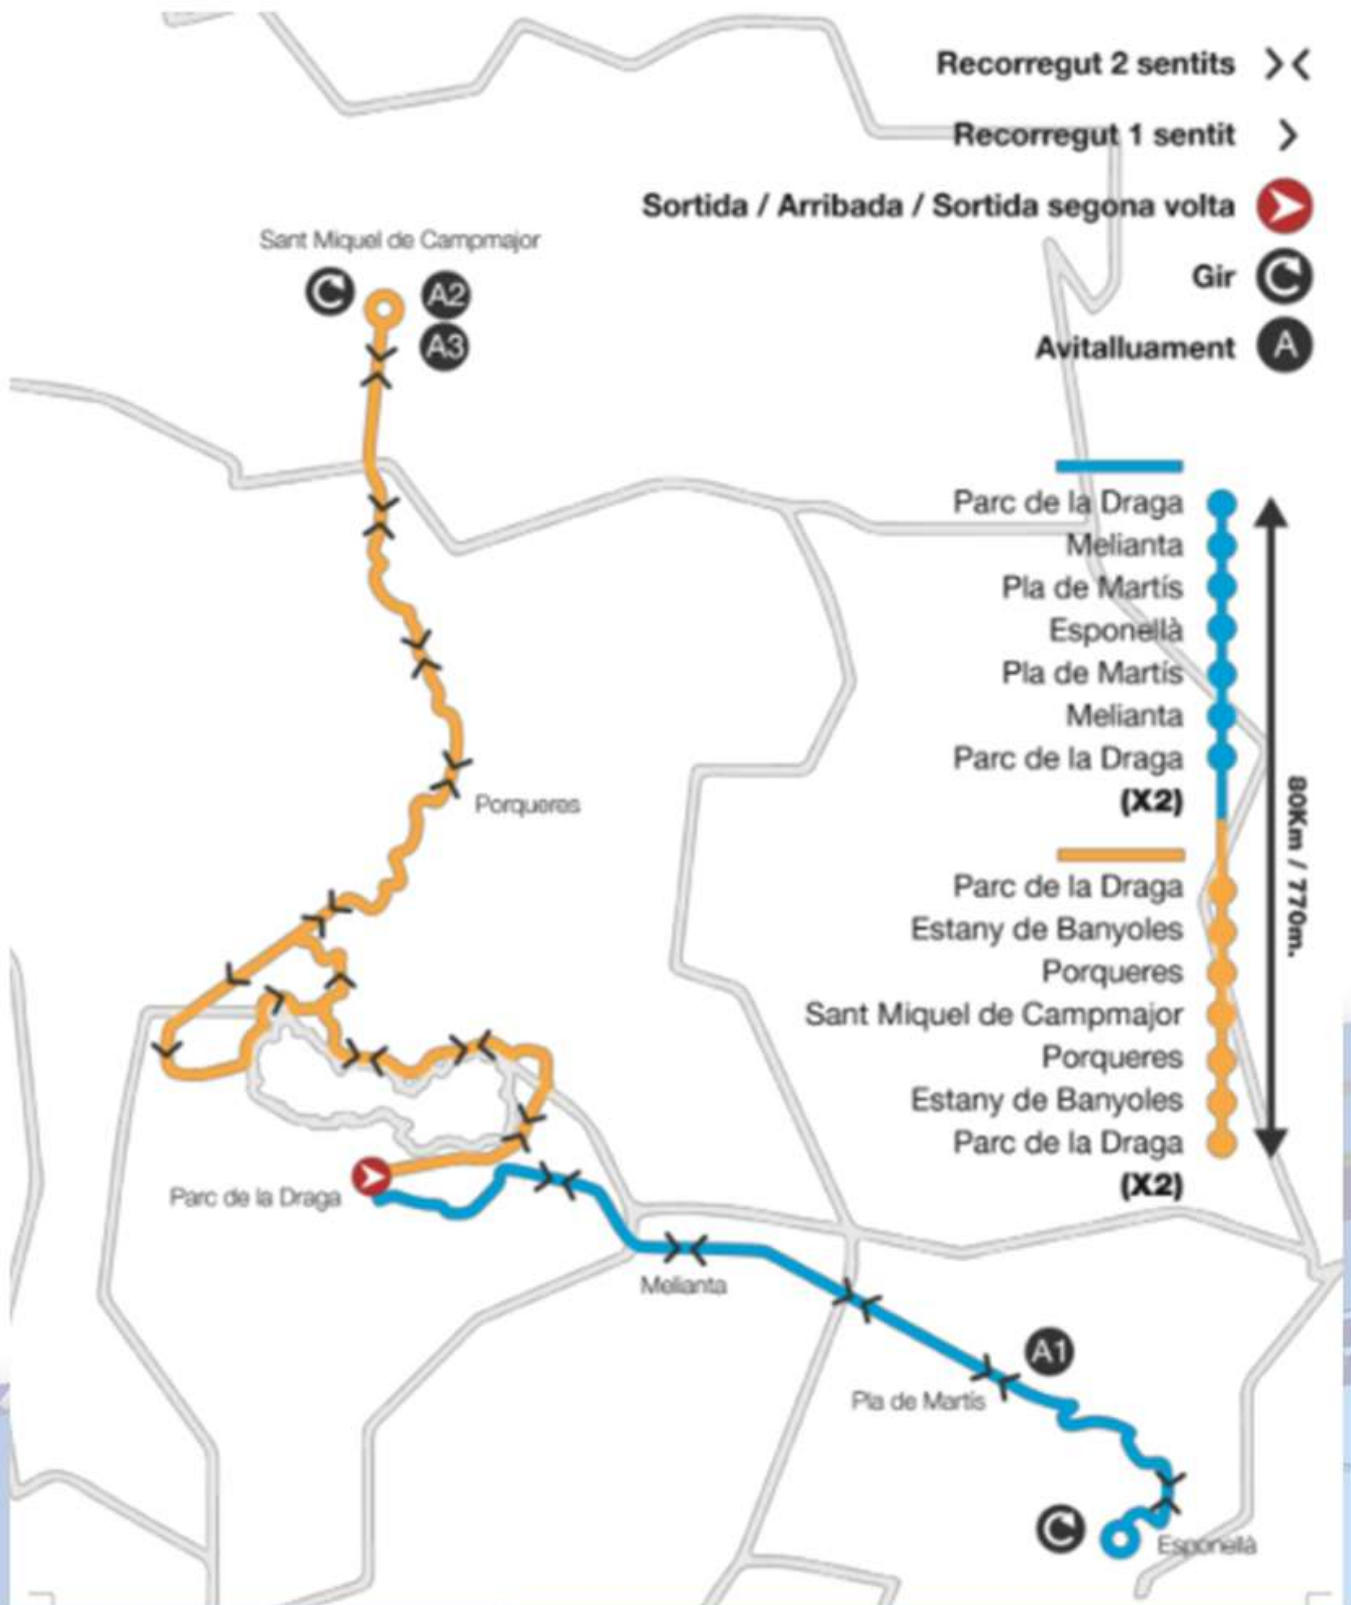 Recorregut 2 sentits
Recorregut 1 sentit
Sortida / Arribada / Sortida segona volta
Gir
Avitalluament A
Sant Miquel de Campmajor
A2
A3
Parc de la Draga
Melianta
Pla de Martís
Esponellà
Pla de Martís
Melianta
Parc de la Draga
(X2)
Parc de la Draga
Estany de Banyoles
Porqueres
Sant Miquel de Campmajor
Porqueres
Estany de Banyoles
Parc de la Draga
(X2)
80Km / 770m.
Porqueres
Parc de la Draga
Melianta
A1
Pla de Martís
Esponellà